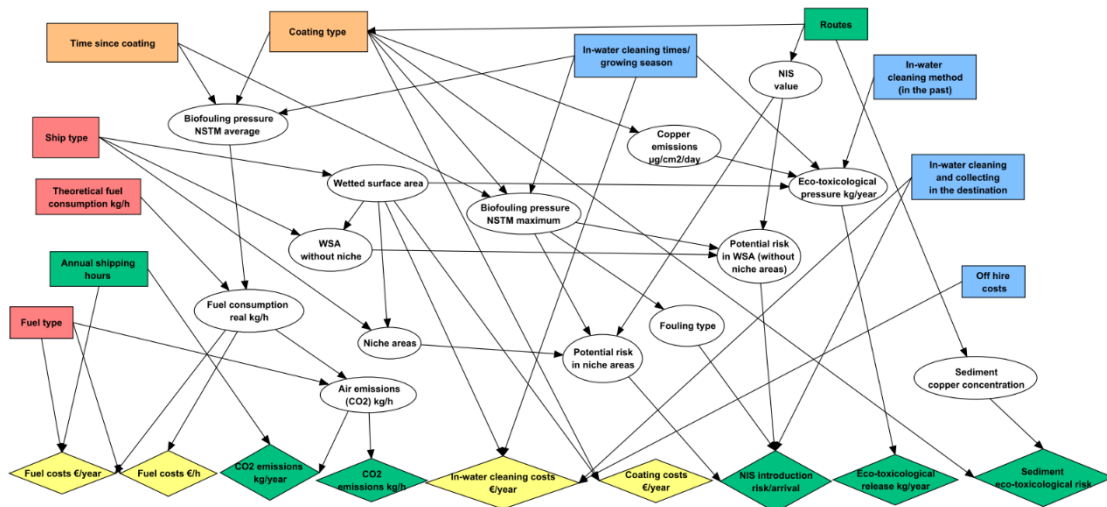 Time since coating
Coating type
Routes
In-water cleaning times/
growing season
NIS
value
In-water
cleaning method
(in the past)
Biofouling pressure
NSTM average
Ship type
Copper
emissions
µg/cm2/day
In-water cleaning
and collecting
in the destination
Theoretical fuel
consumption kg/h
Wetted surface area
Eco-toxicological
pressure kg/year
Biofouling pressure
NSTM maximum
WSA
without niche
Potential risk
in WSA (without
niche areas)
Annual shipping
hours
Off hire
costs
Fuel consumption
real kg/h
Fuel type
Niche areas
Fouling type
Potential risk
in niche areas
Sediment
copper concentration
Air emissions
(CO2) kg/h
Fuel costs €/year
Fuel costs €/h
CO2 emissions
kg/year
CO2
emissions kg/h
In-water cleaning costs
€/year
Coating costs
€/year
NIS introduction
risk/arrival
Eco-toxicological
release kg/year
Sediment
eco-toxicological risk